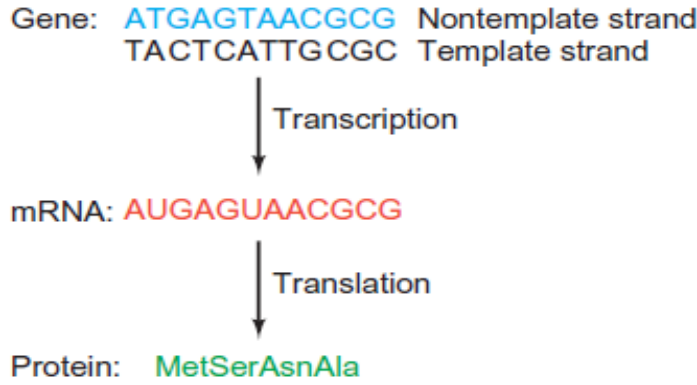 Gene: ATGAGTAACGCG Nontemplate strand
TACTCATTGCGC Template strand
Transcription
mRNA: AUGAGUAACGCG
Translation
Protein: MetSerAsnAla